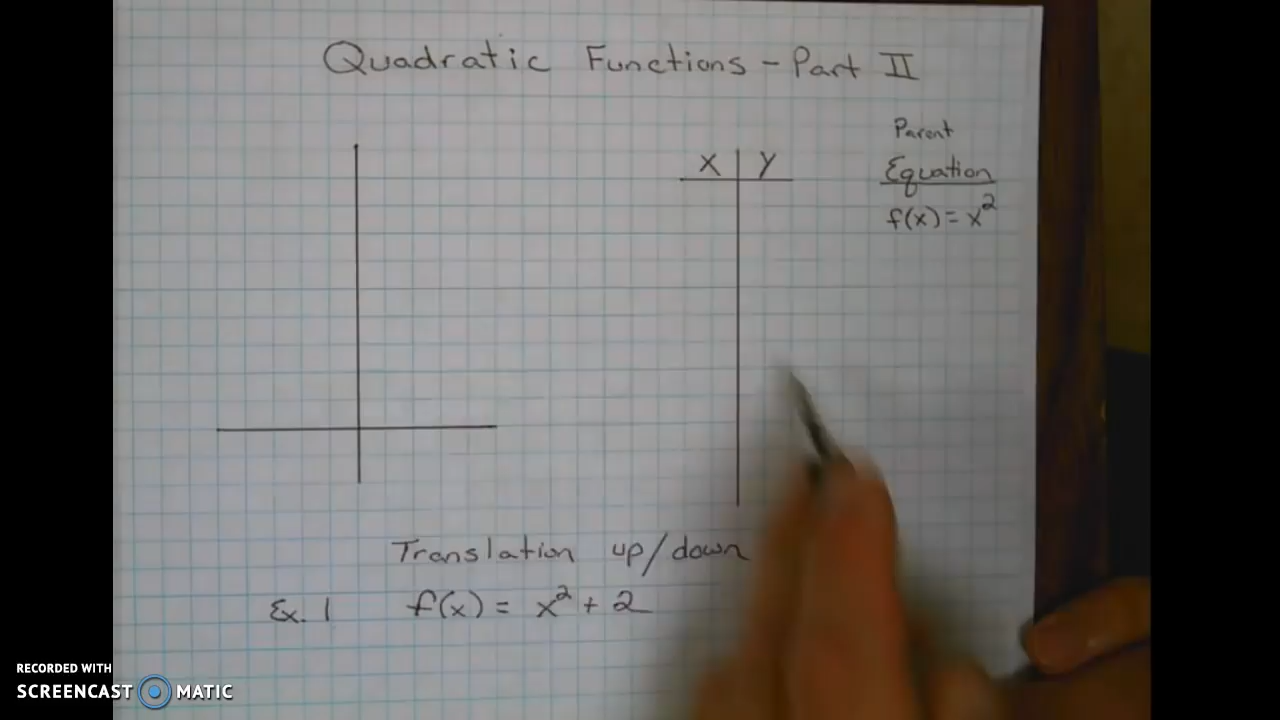 Quadratic Functions - Part II
Parent
Equation
f(x) = x²
X Y
Translation up/down
Ex. 1 f(x) = x² + 2
RECORDED WITH
SCREENCAST MATIC